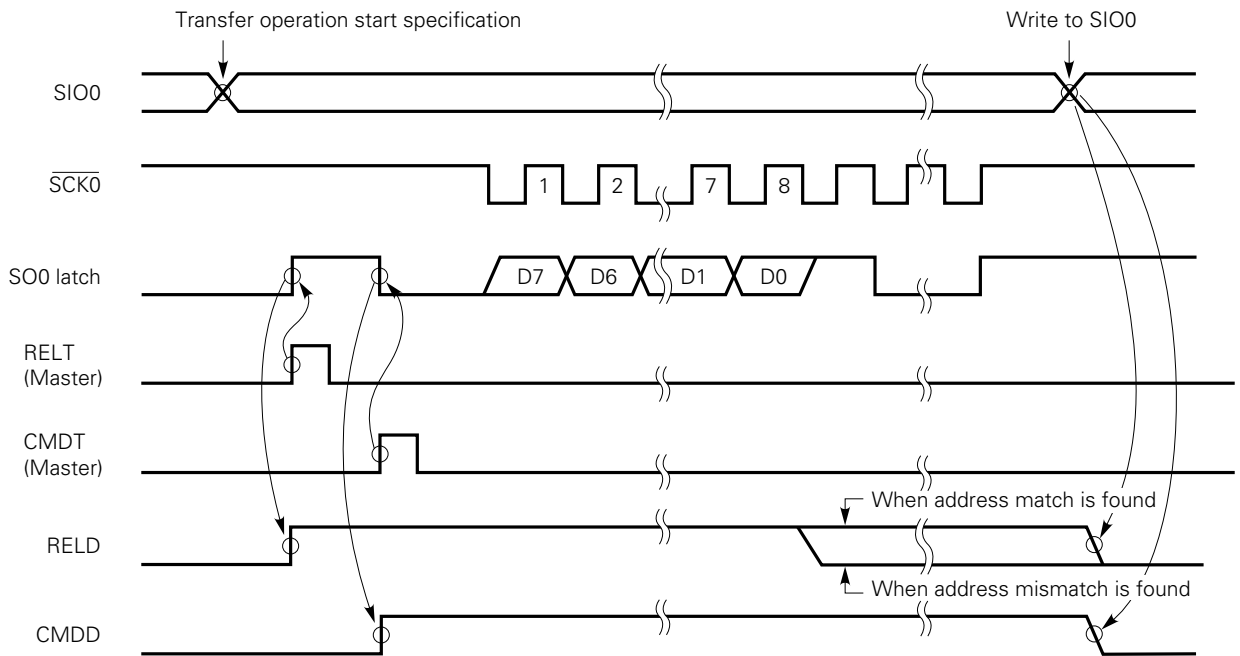 Transfer operation start specification
Write to SIO0
SIO0
SCK0
1 2 7 8
SO0 latch
D7 D6 D1 D0
RELT
(Master)
CMDT
(Master)
When address match is found
RELD
When address mismatch is found
CMDD